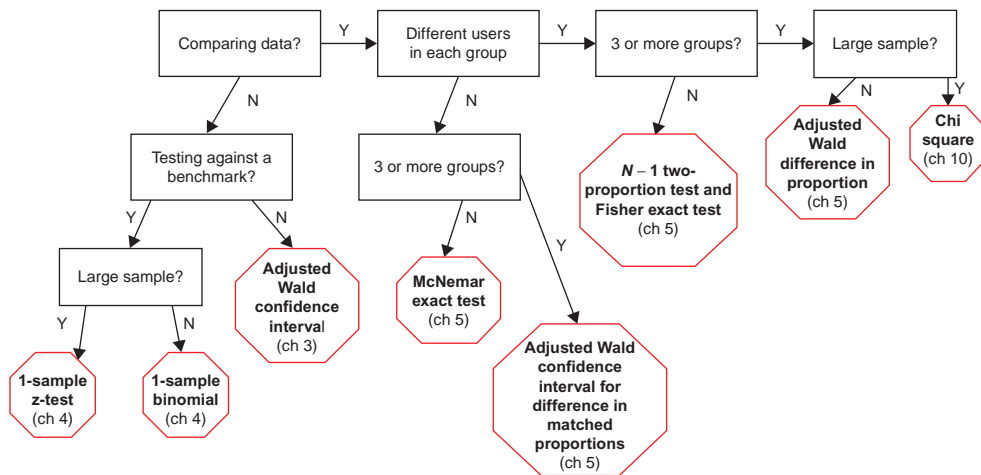 Comparing data?
Y
Different users
in each group
Y
3 or more groups?
Y
Large sample?
N
N
N
N
Y
Testing against a
benchmark?
3 or more groups?
N – 1 two-
proportion test and
Fisher exact test
(ch 5)
Adjusted
Wald
difference in
proportion
(ch 5)
Chi
square
(ch 10)
Y
N
N
Y
Large sample?
Adjusted
Wald
confidence
interval
(ch 3)
McNemar
exact test
(ch 5)
Y
N
1-sample
z-test
(ch 4)
1-sample
binomial
(ch 4)
Adjusted Wald
confidence
interval for
difference in
matched
proportions
(ch 5)